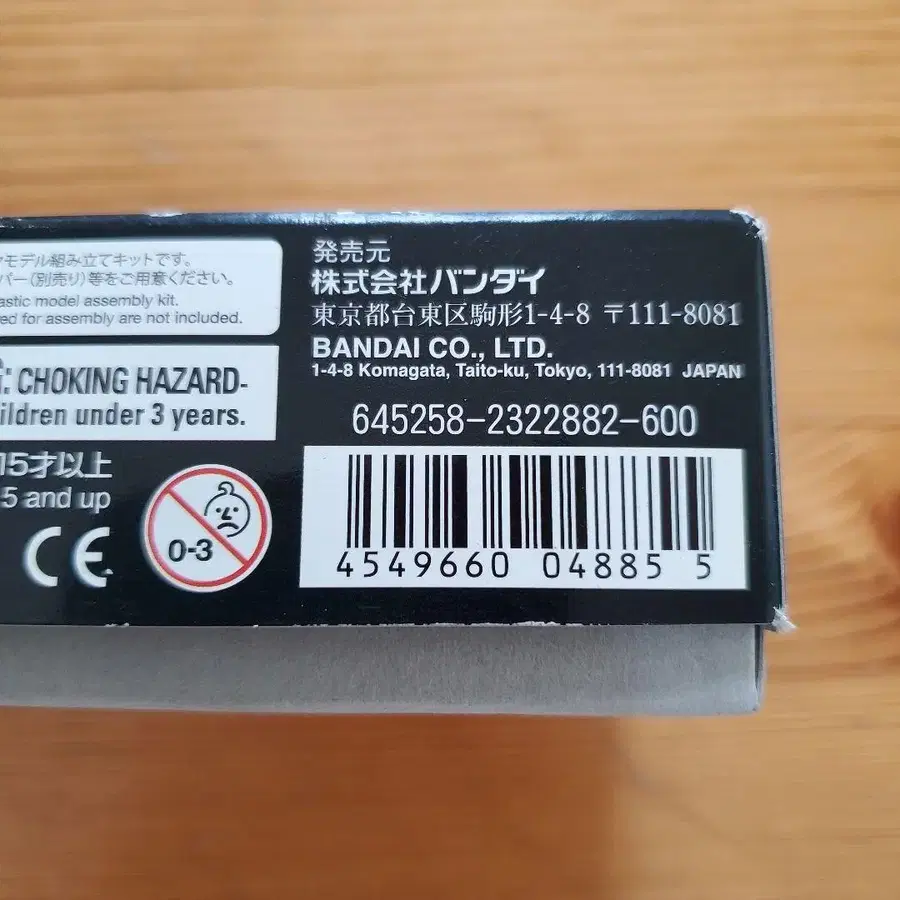 モデル組み立てキットです。
パー(別売り)等をご用意ください。
astic model assembly kit.
red for assembly are not included.
: CHOKING HAZARD-
ildren under 3 years.
15才以上
5 and up
CE
0-3
発売元
株式会社バンダイ
東京都台東区駒形1-4-8 〒111-8081
BANDAI CO., LTD.
1-4-8 Komagata, Taito-ku, Tokyo, 111-8081 JAPAN
645258-2322882-600
4549660 04885 5